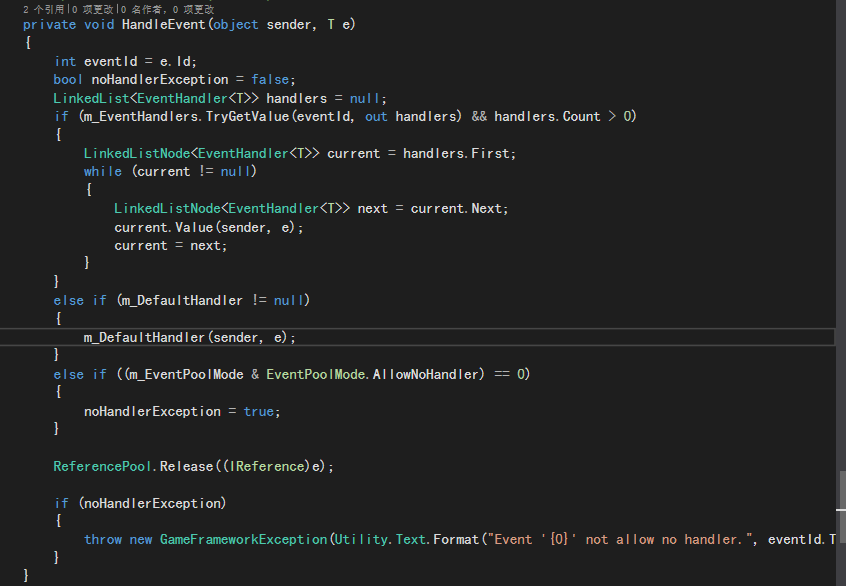 2 个引用|0 项更改|0 名作者，0 项更改
private void HandleEvent(object sender, T e)
{
int eventId = e.Id;
bool noHandlerException = false;
LinkedList<EventHandler<T>> handlers = null;
if (m_EventHandlers.TryGetValue(eventId, out handlers) && handlers.Count > 0)
{
LinkedListNode<EventHandler<T>> current = handlers.First;
while (current != null)
{
LinkedListNode<EventHandler<T>> next = current.Next;
current.Value(sender, e);
current = next;
}
}
else if (m_DefaultHandler != null)
{
m_DefaultHandler(sender, e);
}
else if ((m_EventPoolMode & EventPoolMode.AllowNoHandler) == 0)
{
noHandlerException = true;
}
ReferencePool.Release((IReference)e);
if (noHandlerException)
{
throw new GameFrameworkException(Utility.Text.Format("Event '{0}' not allow no handler.", eventId.T
}
}